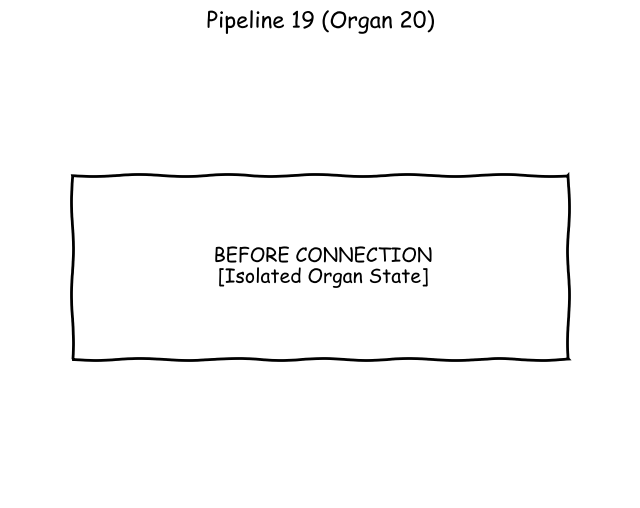 Pipeline 19 (Organ 20)
BEFORE CONNECTION
[Isolated Organ State]